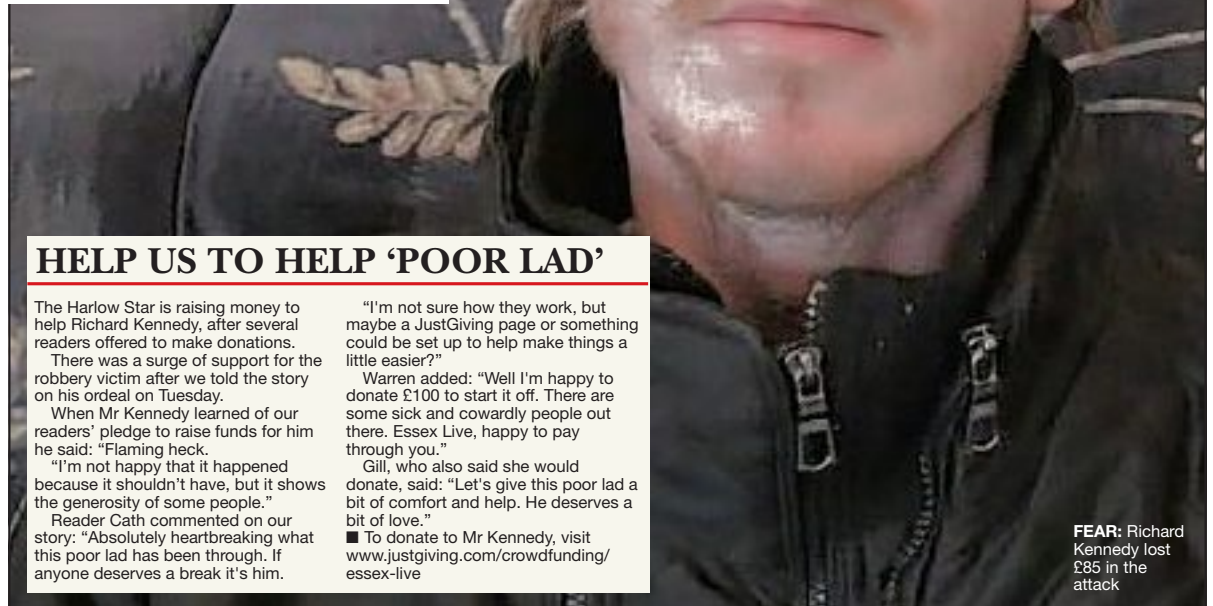 HELP US TO HELP ‘POOR LAD’
The Harlow Star is raising money to
help Richard Kennedy, after several
readers offered to make donations.
There was a surge of support for the
robbery victim after we told the story
on his ordeal on Tuesday.
When Mr Kennedy learned of our
readers’ pledge to raise funds for him
he said: “Flaming heck.
“I’m not happy that it happened
because it shouldn’t have, but it shows
the generosity of some people.”
Reader Cath commented on our
story: “Absolutely heartbreaking what
this poor lad has been through. If
anyone deserves a break it's him.
“I'm not sure how they work, but
maybe a JustGiving page or something
could be set up to help make things a
little easier?”
Warren added: “Well I'm happy to
donate £100 to start it off. There are
some sick and cowardly people out
there. Essex Live, happy to pay
through you.”
Gill, who also said she would
donate, said: “Let's give this poor lad a
bit of comfort and help. He deserves a
bit of love.”
■ To donate to Mr Kennedy, visit
www.justgiving.com/crowdfunding/
essex-live
FEAR: Richard
Kennedy lost
£85 in the
attack